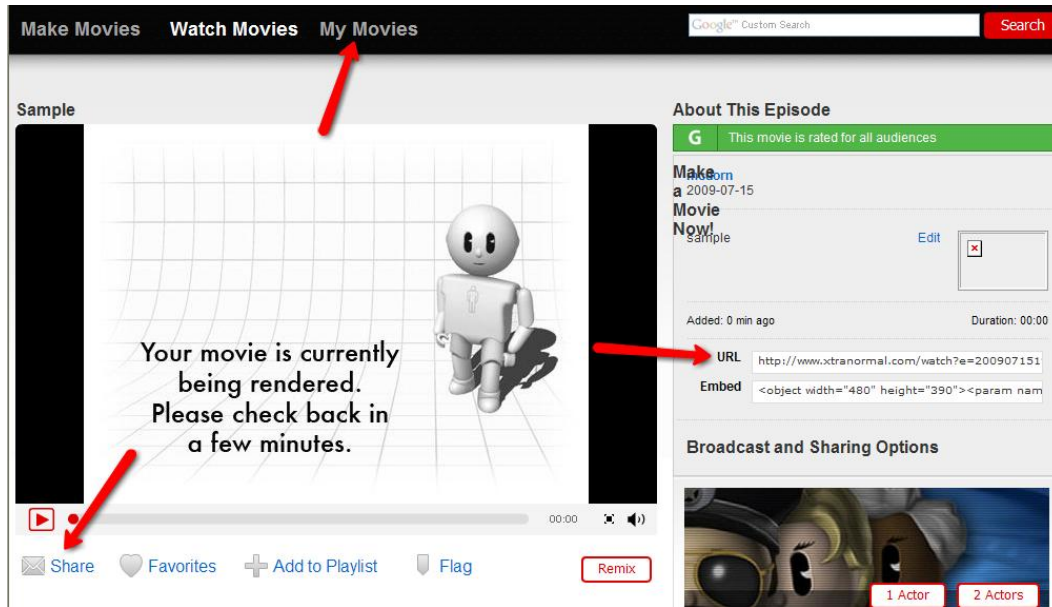 Make Movies Watch Movies My Movies
Google™ Custom Search
Search
Sample
Your movie is currently
being rendered.
Please check back in
a few minutes.
00:00
Share Favorites Add to Playlist Flag
Remix
About This Episode
G This movie is rated for all audiences
Make
a
Movie
Now!
2009-07-15
sample Edit
Added: 0 min ago Duration: 00:00
URL http://www.xtranormal.com/watch?e=200907151
Embed <object width="480" height="390"><param nam
Broadcast and Sharing Options
1 Actor 2 Actors